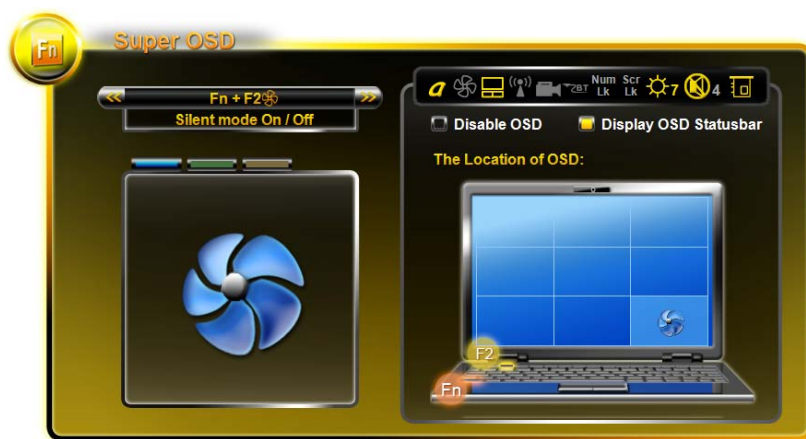 Fn
Super OSD
<< Fn + F2 >>
Silent mode On / Off
a Num Lk Scr Lk 7 4
Disable OSD
Display OSD Statusbar
The Location of OSD:
F2
Fn